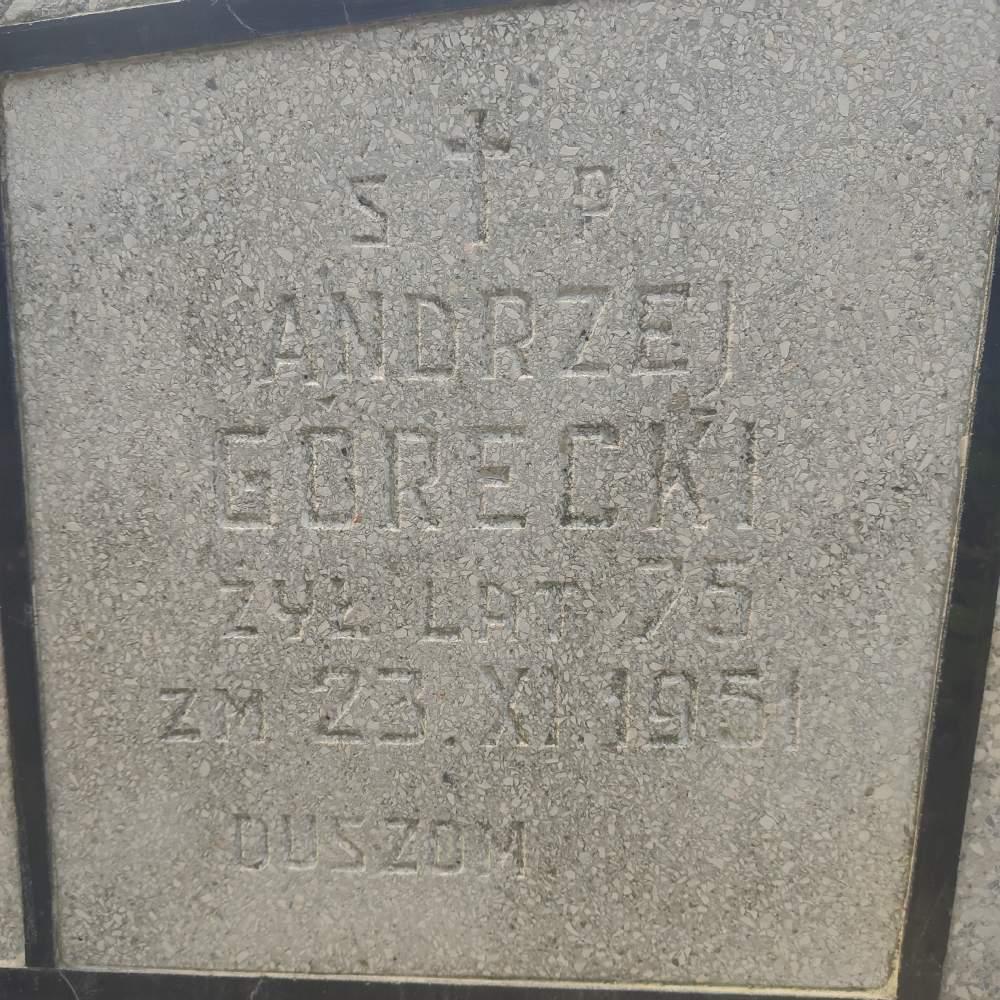 Ś P
ANDRZEJ
GÓRECKI
ŻYŁ LAT 75
ZM 23.XI.1951
DUSZOM